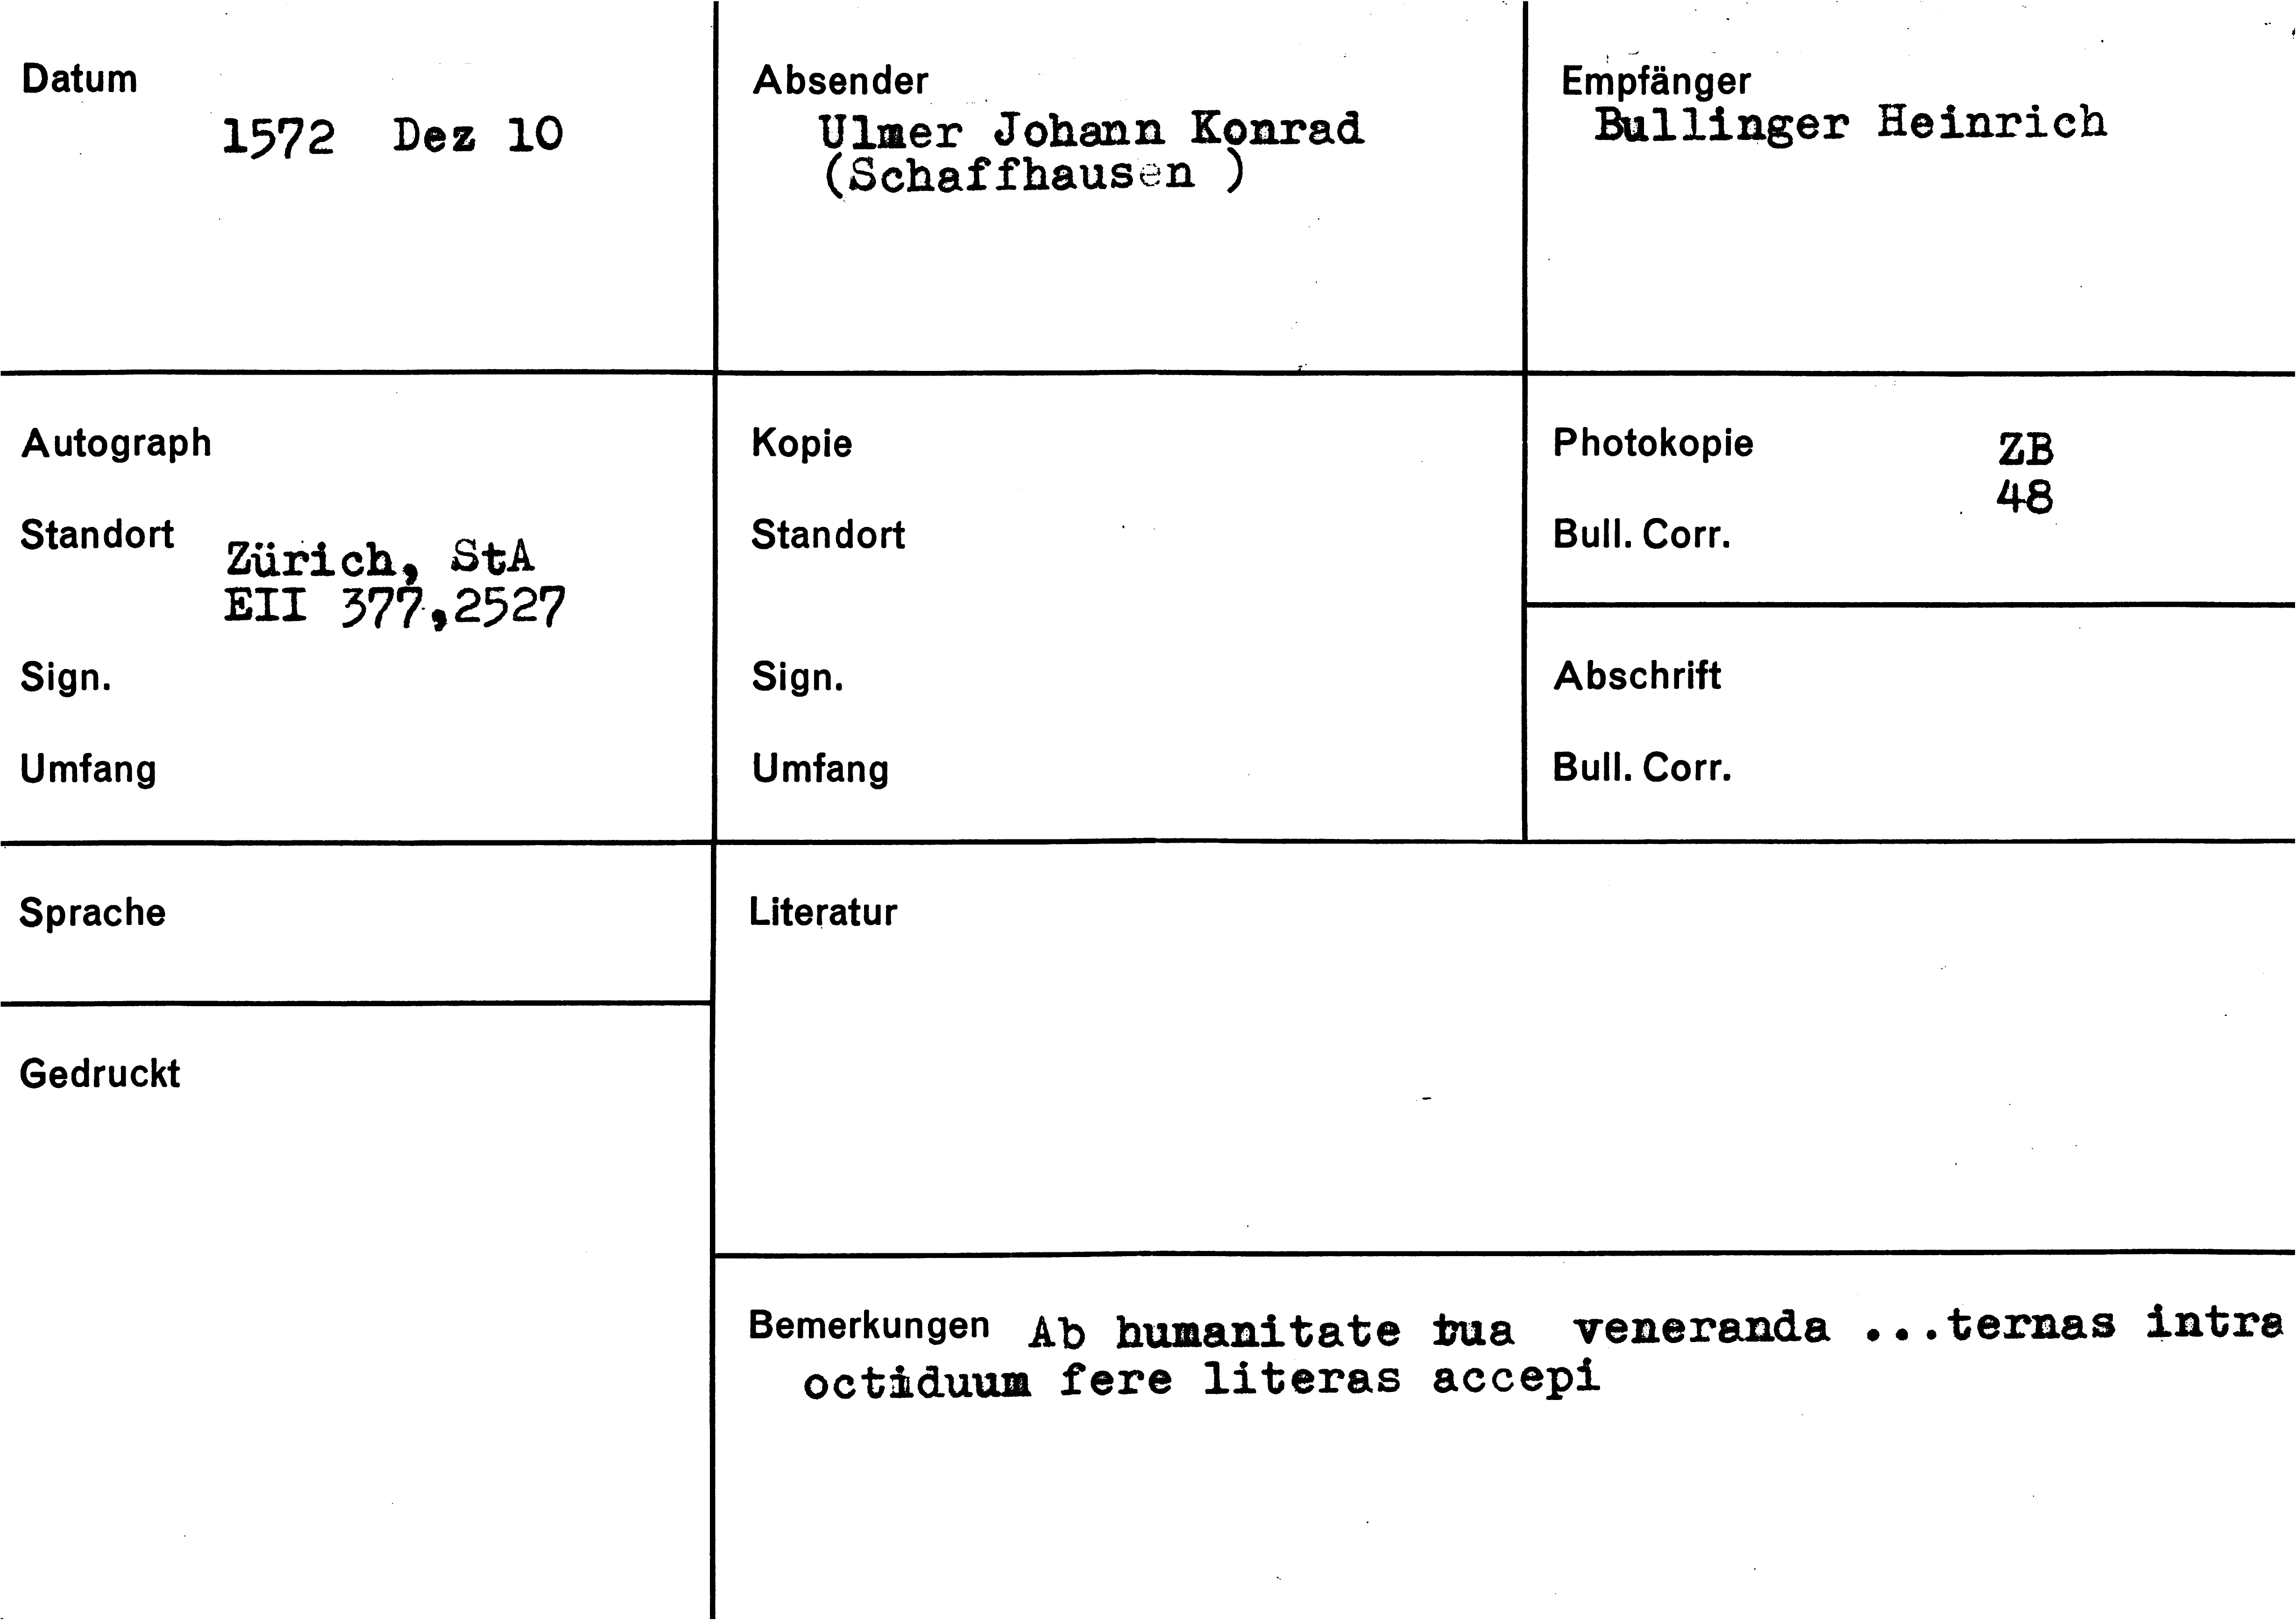 Datum
1572 Dez 10
Absender
Ulmer Johann Konrad
(Schaffhausen )
Empfänger
Bullinger Heinrich
Autograph
Standort
Zürich, StA
EII 377,2527
Sign.
Umfang
Kopie
Standort
Sign.
Umfang
Photokopie ZB
48
Bull. Corr.
Abschrift
Bull. Corr.
Sprache
Gedruckt
Literatur
Bemerkungen Ab humanitate tua veneranda ...ternas intra
octiduum fere literas accepi